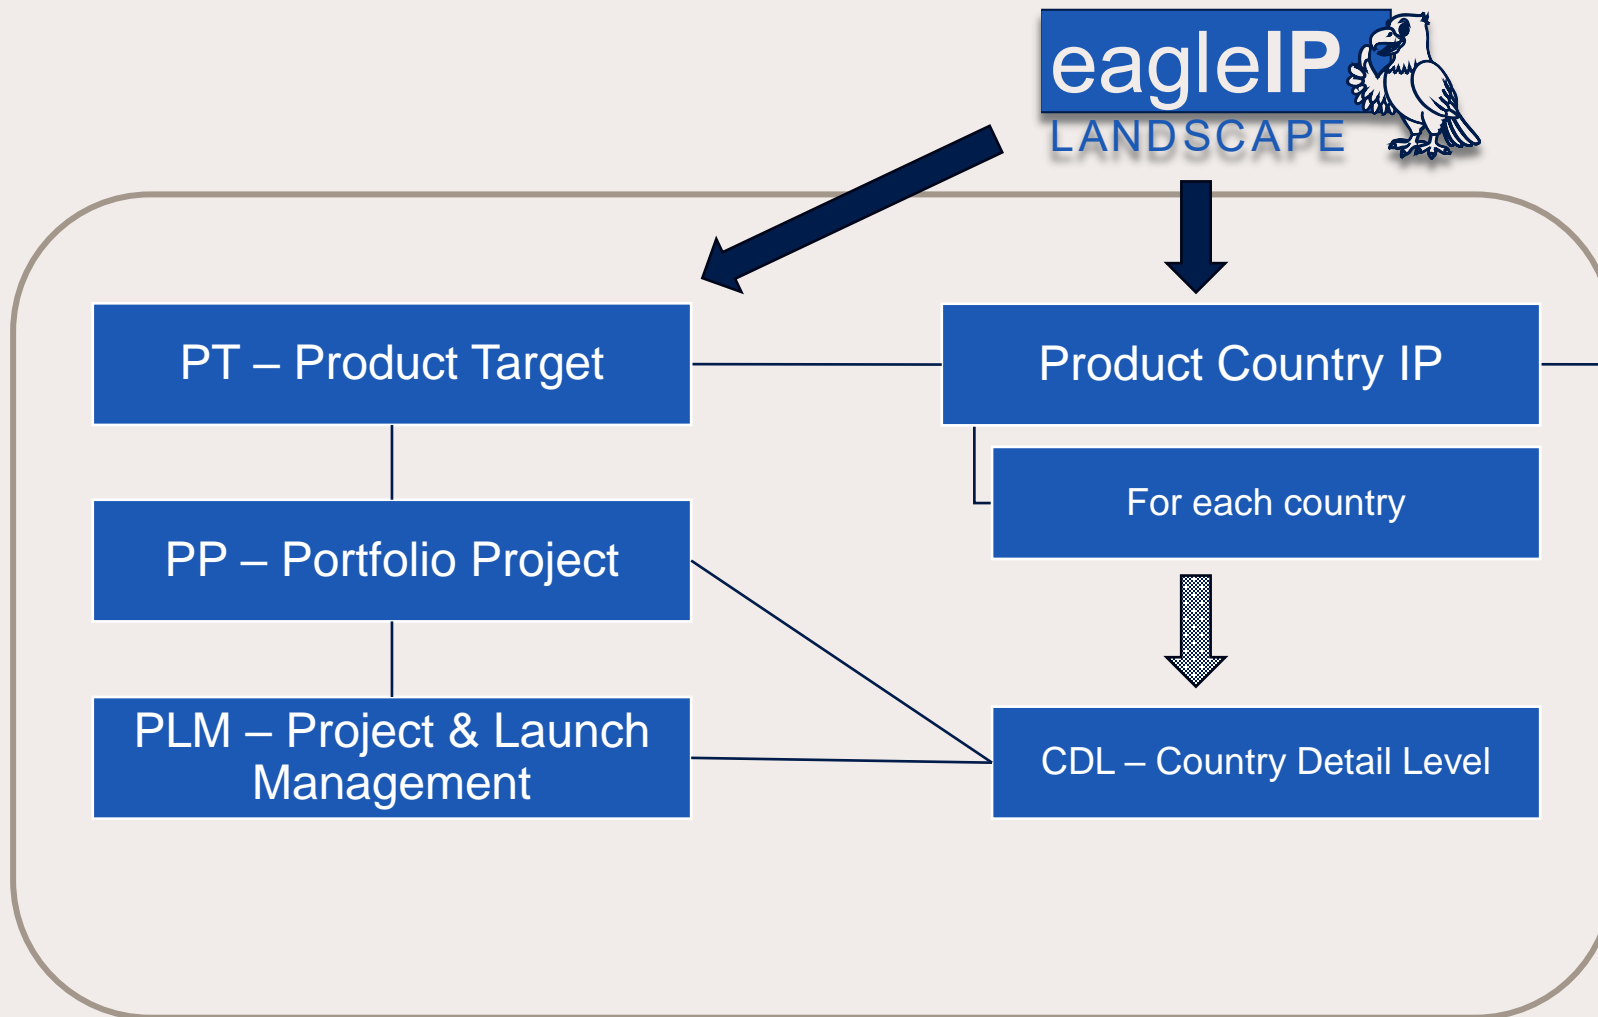 eagleIP
LANDSCAPE
PT – Product Target
Product Country IP
For each country
PP – Portfolio Project
PLM – Project & Launch
Management
CDL – Country Detail Level